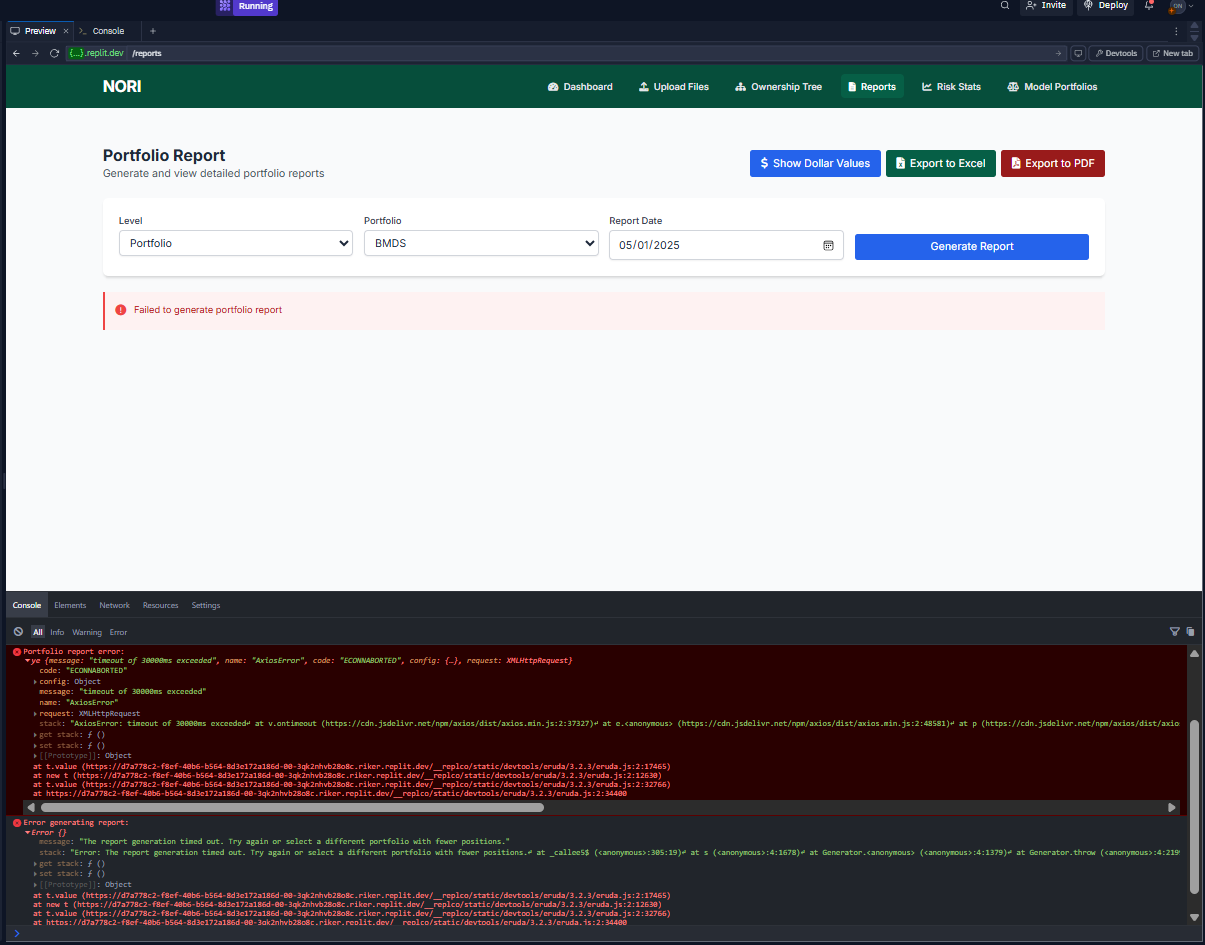 Running
Invite
Deploy
ON
Preview
Console
{...}.replit.dev /reports
Devtools
New tab
NORI
Dashboard
Upload Files
Ownership Tree
Reports
Risk Stats
Model Portfolios
Portfolio Report
Generate and view detailed portfolio reports
$ Show Dollar Values
Export to Excel
Export to PDF
Level
Portfolio
Report Date
Portfolio
BMDS
05/01/2025
Generate Report
Failed to generate portfolio report
Console Elements Network Resources Settings
All Info Warning Error
Portfolio report error:
ye {message: "timeout of 30000ms exceeded", name: "AxiosError", code: "ECONNABORTED", config: {…}, request: XMLHttpRequest}
code: "ECONNABORTED"
config: Object
message: "timeout of 30000ms exceeded"
name: "AxiosError"
request: XMLHttpRequest
stack: "AxiosError: timeout of 30000ms exceeded↵ at v.ontimeout (https://cdn.jsdelivr.net/npm/axios/dist/axios.min.js:2:37327)↵ at e.<anonymous> (https://cdn.jsdelivr.net/npm/axios/dist/axios.min.js:2:48581)↵ at p (https://cdn.jsdelivr.net/npm/axios/dist/axio
get stack: ƒ ()
set stack: ƒ ()
[[Prototype]]: Object
at t.value (https://d7a778c2-f8ef-40b6-b564-8d3e172a186d-00-3qk2nhvb28o8c.riker.replit.dev/__replco/static/devtools/eruda/3.2.3/eruda.js:2:17465)
at new t (https://d7a778c2-f8ef-40b6-b564-8d3e172a186d-00-3qk2nhvb28o8c.riker.replit.dev/__replco/static/devtools/eruda/3.2.3/eruda.js:2:12630)
at t.value (https://d7a778c2-f8ef-40b6-b564-8d3e172a186d-00-3qk2nhvb28o8c.riker.replit.dev/__replco/static/devtools/eruda/3.2.3/eruda.js:2:32766)
at https://d7a778c2-f8ef-40b6-b564-8d3e172a186d-00-3qk2nhvb28o8c.riker.replit.dev/__replco/static/devtools/eruda/3.2.3/eruda.js:2:34400
Error generating report:
Error {}
message: "The report generation timed out. Try again or select a different portfolio with fewer positions."
stack: "Error: The report generation timed out. Try again or select a different portfolio with fewer positions.↵ at _callee5$ (<anonymous>:305:19)↵ at s (<anonymous>:4:1678)↵ at Generator.<anonymous> (<anonymous>:4:1379)↵ at Generator.throw (<anonymous>:4:219
get stack: ƒ ()
set stack: ƒ ()
[[Prototype]]: Object
at t.value (https://d7a778c2-f8ef-40b6-b564-8d3e172a186d-00-3qk2nhvb28o8c.riker.replit.dev/__replco/static/devtools/eruda/3.2.3/eruda.js:2:17465)
at new t (https://d7a778c2-f8ef-40b6-b564-8d3e172a186d-00-3qk2nhvb28o8c.riker.replit.dev/__replco/static/devtools/eruda/3.2.3/eruda.js:2:12630)
at t.value (https://d7a778c2-f8ef-40b6-b564-8d3e172a186d-00-3qk2nhvb28o8c.riker.replit.dev/__replco/static/devtools/eruda/3.2.3/eruda.js:2:32766)
at https://d7a778c2-f8ef-40b6-b564-8d3e172a186d-00-3qk2nhvb28o8c.riker.replit.dev/__replco/static/devtools/eruda/3.2.3/eruda.js:2:34400